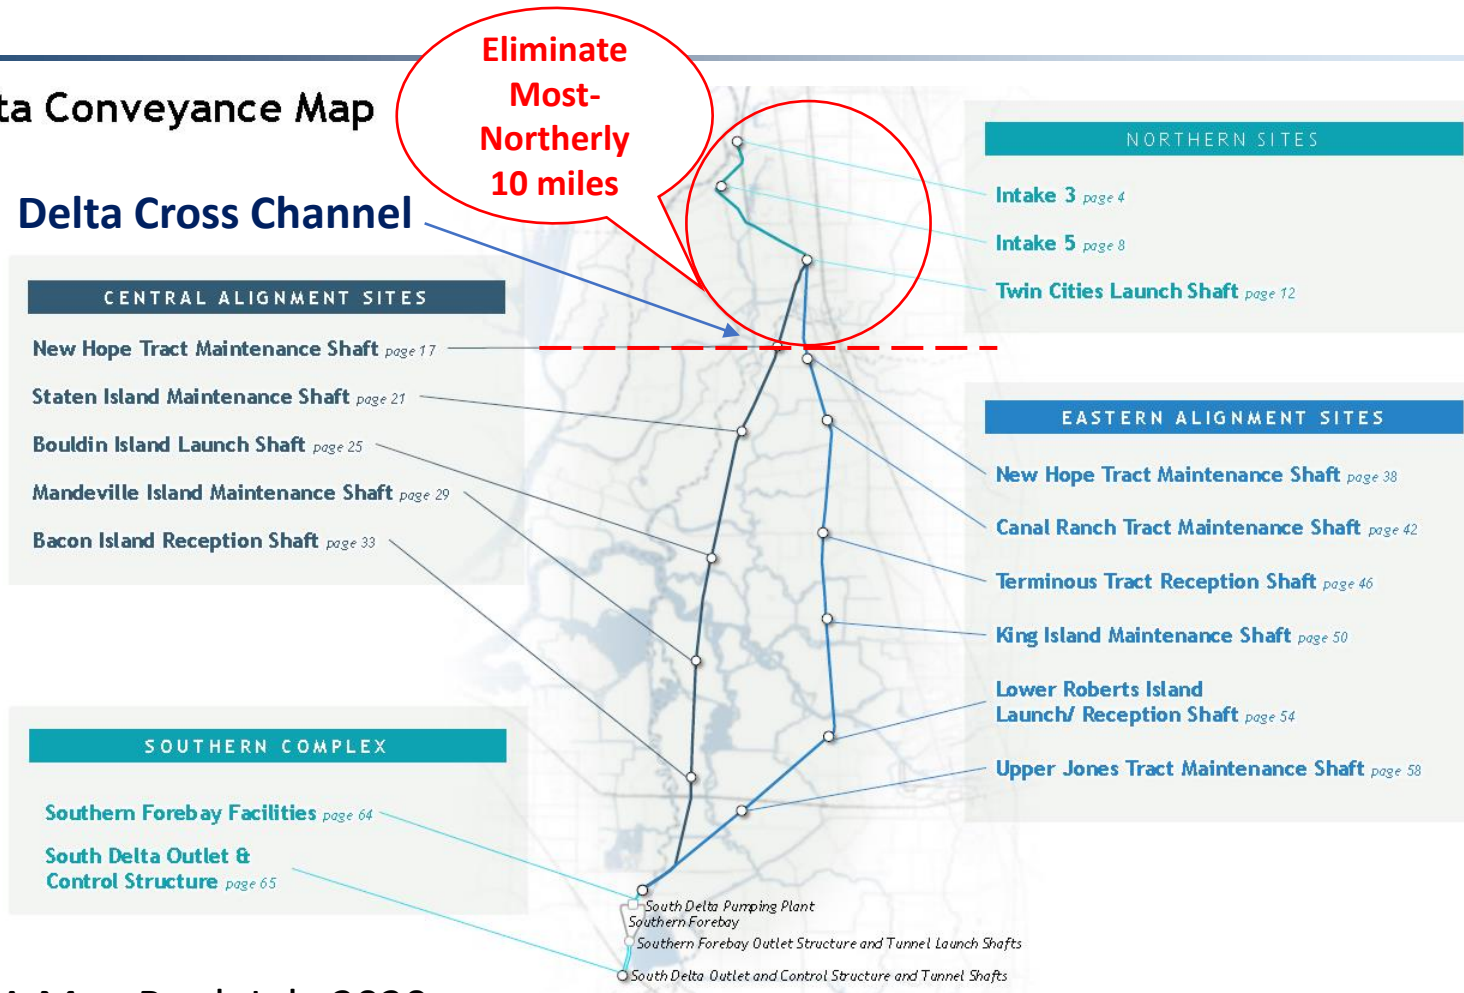 Eliminate
Most-
Northerly
10 miles
ta Conveyance Map
Delta Cross Channel
NORTHERN SITES
Intake 3 page 4
Intake 5 page 8
Twin Cities Launch Shaft page 12
CENTRAL ALIGNMENT SITES
New Hope Tract Maintenance Shaft page 17
Staten Island Maintenance Shaft page 21
Bouldin Island Launch Shaft page 25
Mandeville Island Maintenance Shaft page 29
Bacon Island Reception Shaft page 33
EASTERN ALIGNMENT SITES
New Hope Tract Maintenance Shaft page 38
Canal Ranch Tract Maintenance Shaft page 42
Terminous Tract Reception Shaft page 46
King Island Maintenance Shaft page 50
Lower Roberts Island
Launch/ Reception Shaft page 54
Upper Jones Tract Maintenance Shaft page 58
SOUTHERN COMPLEX
Southern Forebay Facilities page 64
South Delta Outlet &
Control Structure page 65
South Delta Pumping Plant
Southern Forebay
Southern Forebay Outlet Structure and Tunnel Launch Shafts
South Delta Outlet and Control Structure and Tunnel Shafts